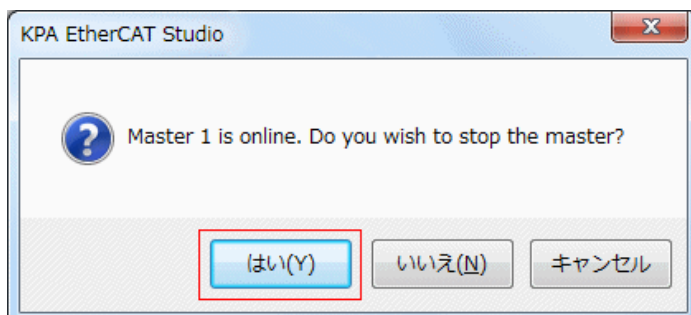 KPA EtherCAT Studio
Master 1 is online. Do you wish to stop the master?
はい(Y)
いいえ(N)
キャンセル